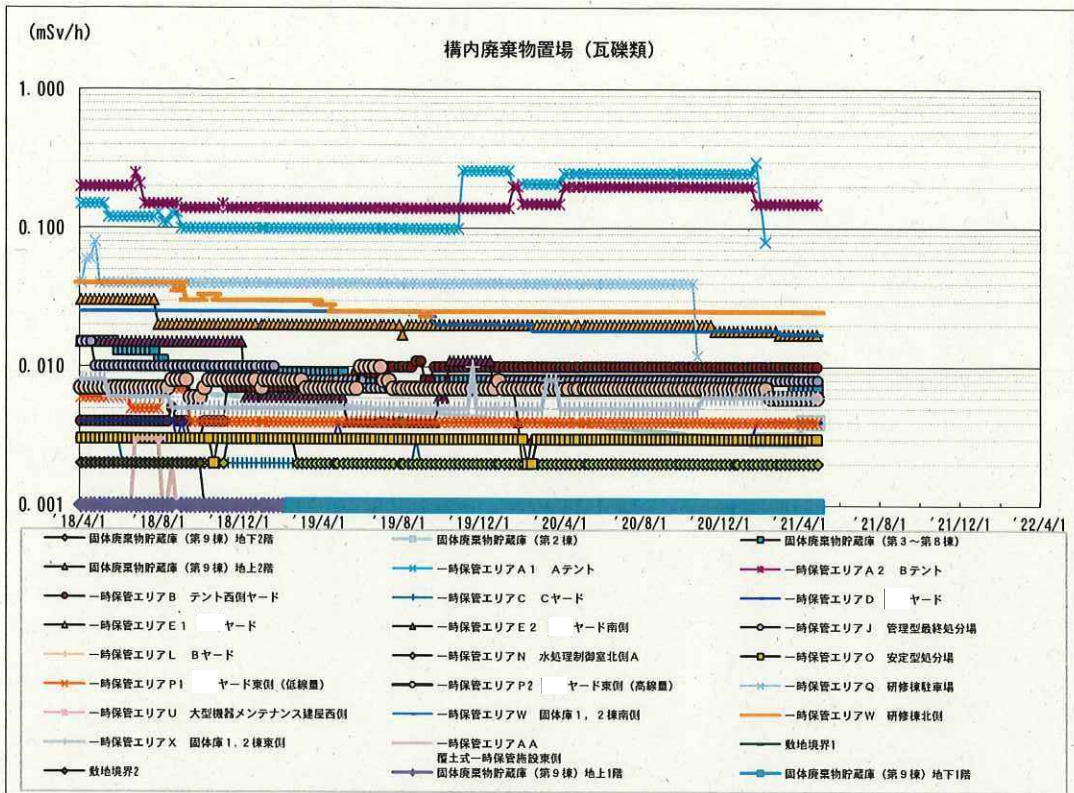 (mSv/h)
構内廃棄物置場（瓦礫類）
1.000
0.100
0.010
0.001
'18/4/1 '18/8/1 '18/12/1 '19/4/1 '19/8/1 '19/12/1 '20/4/1 '20/8/1 '20/12/1 '21/4/1 '21/8/1 '21/12/1 '22/4/1
固体廃棄物貯蔵庫（第９棟）地下2階 固体廃棄物貯蔵庫（第２棟） 固体廃棄物貯蔵庫（第３～第８棟）
固体廃棄物貯蔵庫（第９棟）地上2階 一時保管エリアＡ１　Ａテント 一時保管エリアＡ２　Ｂテント
一時保管エリアＢ　テント西側ヤード 一時保管エリアＣ　Ｃヤード 一時保管エリアＤ ヤード
一時保管エリアＥ１ ヤード 一時保管エリアＥ２ ヤード南側 一時保管エリアＪ　管理型最終処分場
一時保管エリアＬ　Ｂヤード 一時保管エリアＮ　水処理制御室北側Ａ 一時保管エリアＯ　安定型処分場
一時保管エリアＰ1 ヤード東側（低線量） 一時保管エリアＰ２ ヤード東側（高線量） 一時保管エリアＱ　研修棟駐車場
一時保管エリアＵ　大型機器メンテナンス建屋西側 一時保管エリアＷ　固体庫１，２棟南側 一時保管エリアＷ　研修棟北側
一時保管エリアＸ　固体庫１，２棟東側 一時保管エリアＡＡ 敷地境界1
覆土式一時保管施設東側
敷地境界2 固体廃棄物貯蔵庫（第９棟）地上1階 固体廃棄物貯蔵庫（第９棟）地下1階